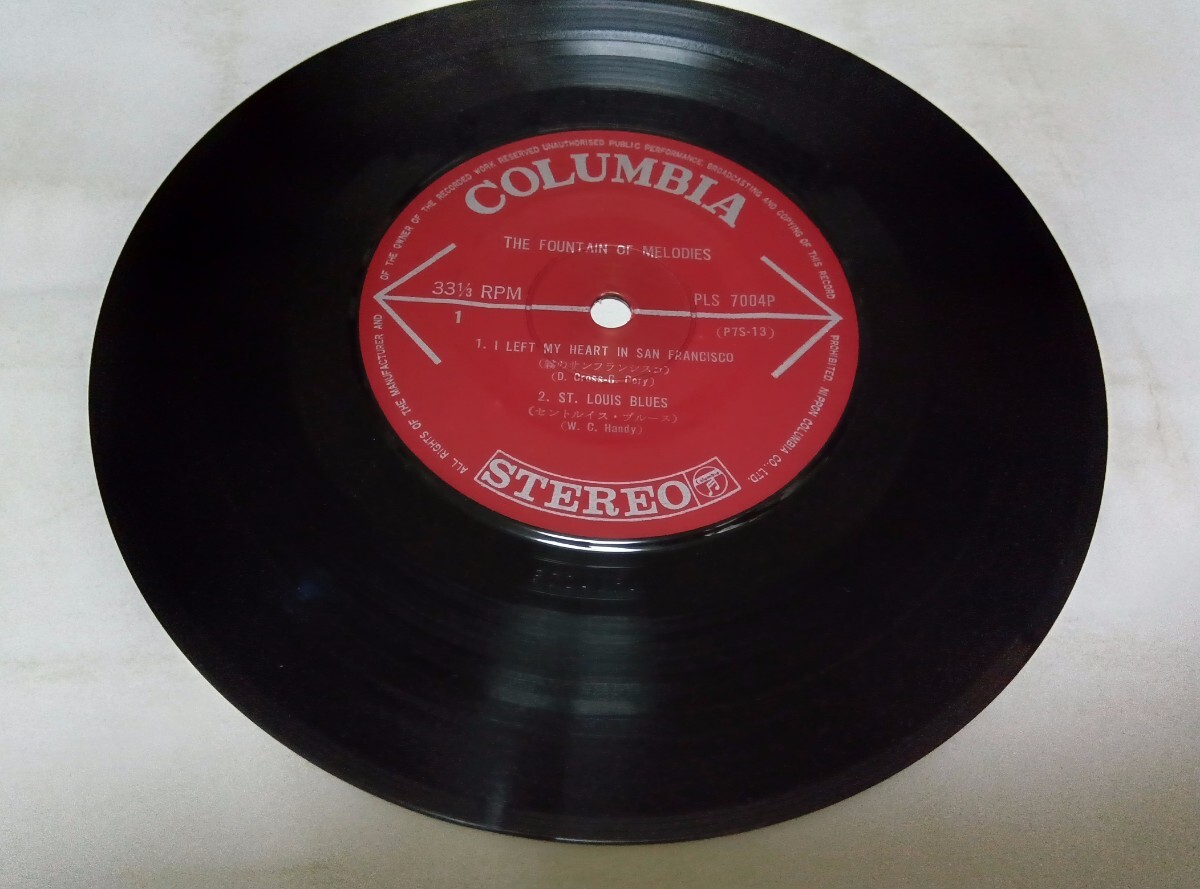 ALL RIGHTS OF THE MANUFACTURER AND OF THE OWNER OF THE RECORDED WORK RESERVED UNAUTHORISED PUBLIC PERFORMANCE, BROADCASTING AND COPYING OF THIS RECORD PROHIBITED. NIPPON COLUMBIA CO., LTD.
COLUMBIA
THE FOUNTAIN OF MELODIES
33⅓ RPM
PLS 7004P
1
(P7S-13)
1. I LEFT MY HEART IN SAN FRANCISCO
(霧のサンフランシスコ)
(D. Cross-G. Cory)
2. ST. LOUIS BLUES
(セントルイス・ブルース)
(W. C. Handy)
STEREO